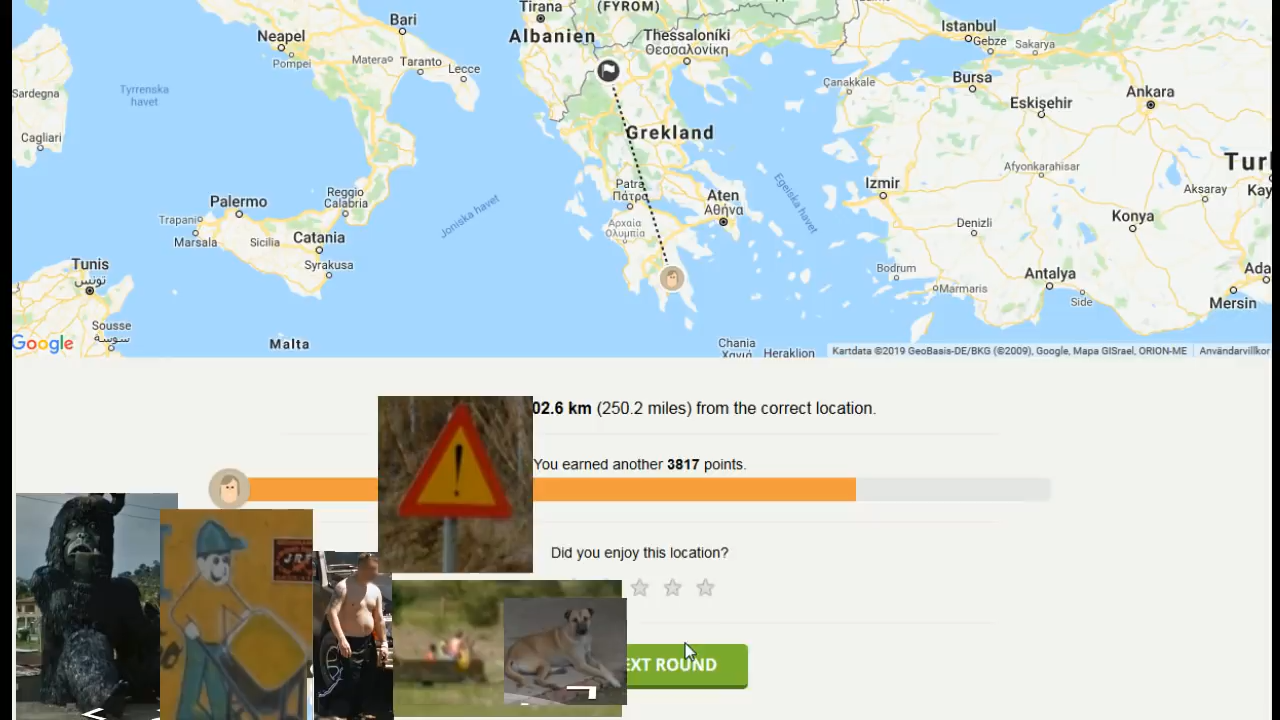 Tirana
(FYROM)
Bari
Istanbul
Neapel
Albanien
Thessaloníki
Θεσσαλονίκη
Gebze
Sakarya
Pompej
Matera
Taranto
Lecce
Bursa
Sardegna
Tyrrenska
havet
Çanakkale
Eskişehir
Ankara
Cagliari
Grekland
Turl
Afyonkarahisar
Palermo
Reggio
Calabria
Patra
Πάτρα
Aten
Αθήνα
Egeiska havet
Izmir
Aksaray
Kay
Trapani
Marsala
Sicilia
Catania
Joniska havet
Αρχαία
Ολυμπία
Denizli
Konya
Syrakusa
Tunis
تونس
Bodrum
Marmaris
Antalya
Side
Ada
Mersin
Sousse
سوسة
Google
Malta
Chania
Χανιά
Heraklion
Kartdata ©2019 GeoBasis-DE/BKG (©2009), Google, Mapa GISrael, ORION-ME
Användarvillkor
02.6 km (250.2 miles) from the correct location.
You earned another 3817 points.
Did you enjoy this location?
EXT ROUND